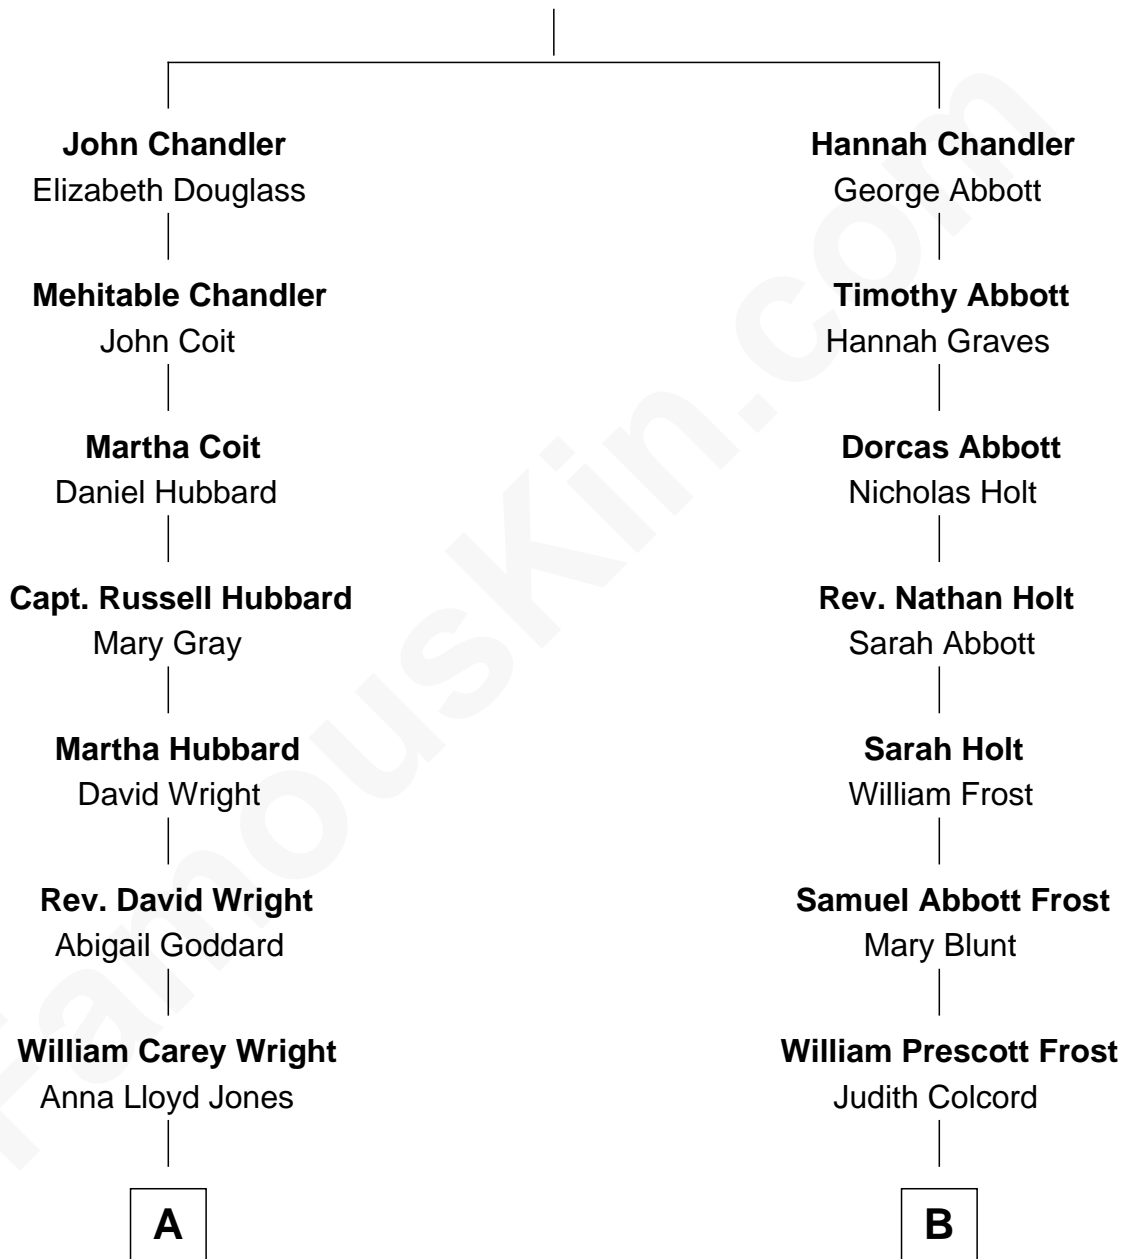 John Chandler
Elizabeth Douglass
Hannah Chandler
George Abbott
Mehitable Chandler
John Coit
Timothy Abbott
Hannah Graves
Martha Coit
Daniel Hubbard
Dorcas Abbott
Nicholas Holt
Capt. Russell Hubbard
Mary Gray
Rev. Nathan Holt
Sarah Abbott
Martha Hubbard
David Wright
Sarah Holt
William Frost
Rev. David Wright
Abigail Goddard
Samuel Abbott Frost
Mary Blunt
William Carey Wright
Anna Lloyd Jones
William Prescott Frost
Judith Colcord
A
B
FamousKin.com